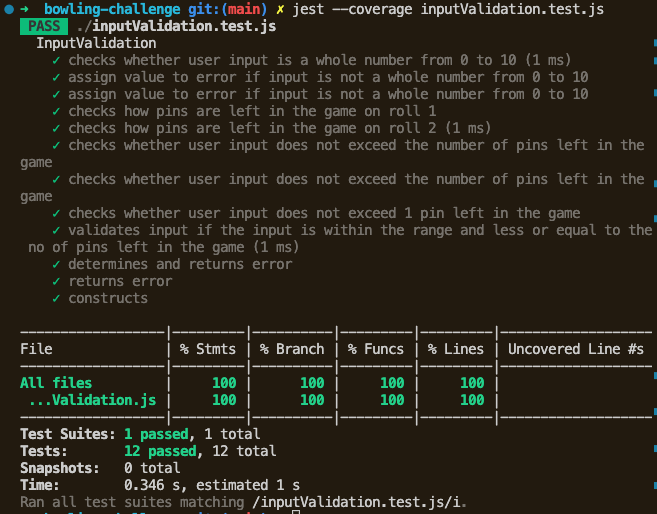 ➜ bowling-challenge git:(main) ✗ jest --coverage inputValidation.test.js
PASS ./inputValidation.test.js
InputValidation
✓ checks whether user input is a whole number from 0 to 10 (1 ms)
✓ assign value to error if input is not a whole number from 0 to 10
✓ assign value to error if input is not a whole number from 0 to 10
✓ checks how pins are left in the game on roll 1
✓ checks how pins are left in the game on roll 2 (1 ms)
✓ checks whether user input does not exceed the number of pins left in the
game
✓ checks whether user input does not exceed the number of pins left in the
game
✓ checks whether user input does not exceed 1 pin left in the game
✓ validates input if the input is within the range and less or equal to the
no of pins left in the game (1 ms)
✓ determines and returns error
✓ returns error
✓ constructs
------------------|---------|----------|---------|---------|-------------------
File | % Stmts | % Branch | % Funcs | % Lines | Uncovered Line #s
------------------|---------|----------|---------|---------|-------------------
All files | 100 | 100 | 100 | 100 |
...Validation.js | 100 | 100 | 100 | 100 |
------------------|---------|----------|---------|---------|-------------------
Test Suites: 1 passed, 1 total
Tests: 12 passed, 12 total
Snapshots: 0 total
Time: 0.346 s, estimated 1 s
Ran all test suites matching /inputValidation.test.js/i.